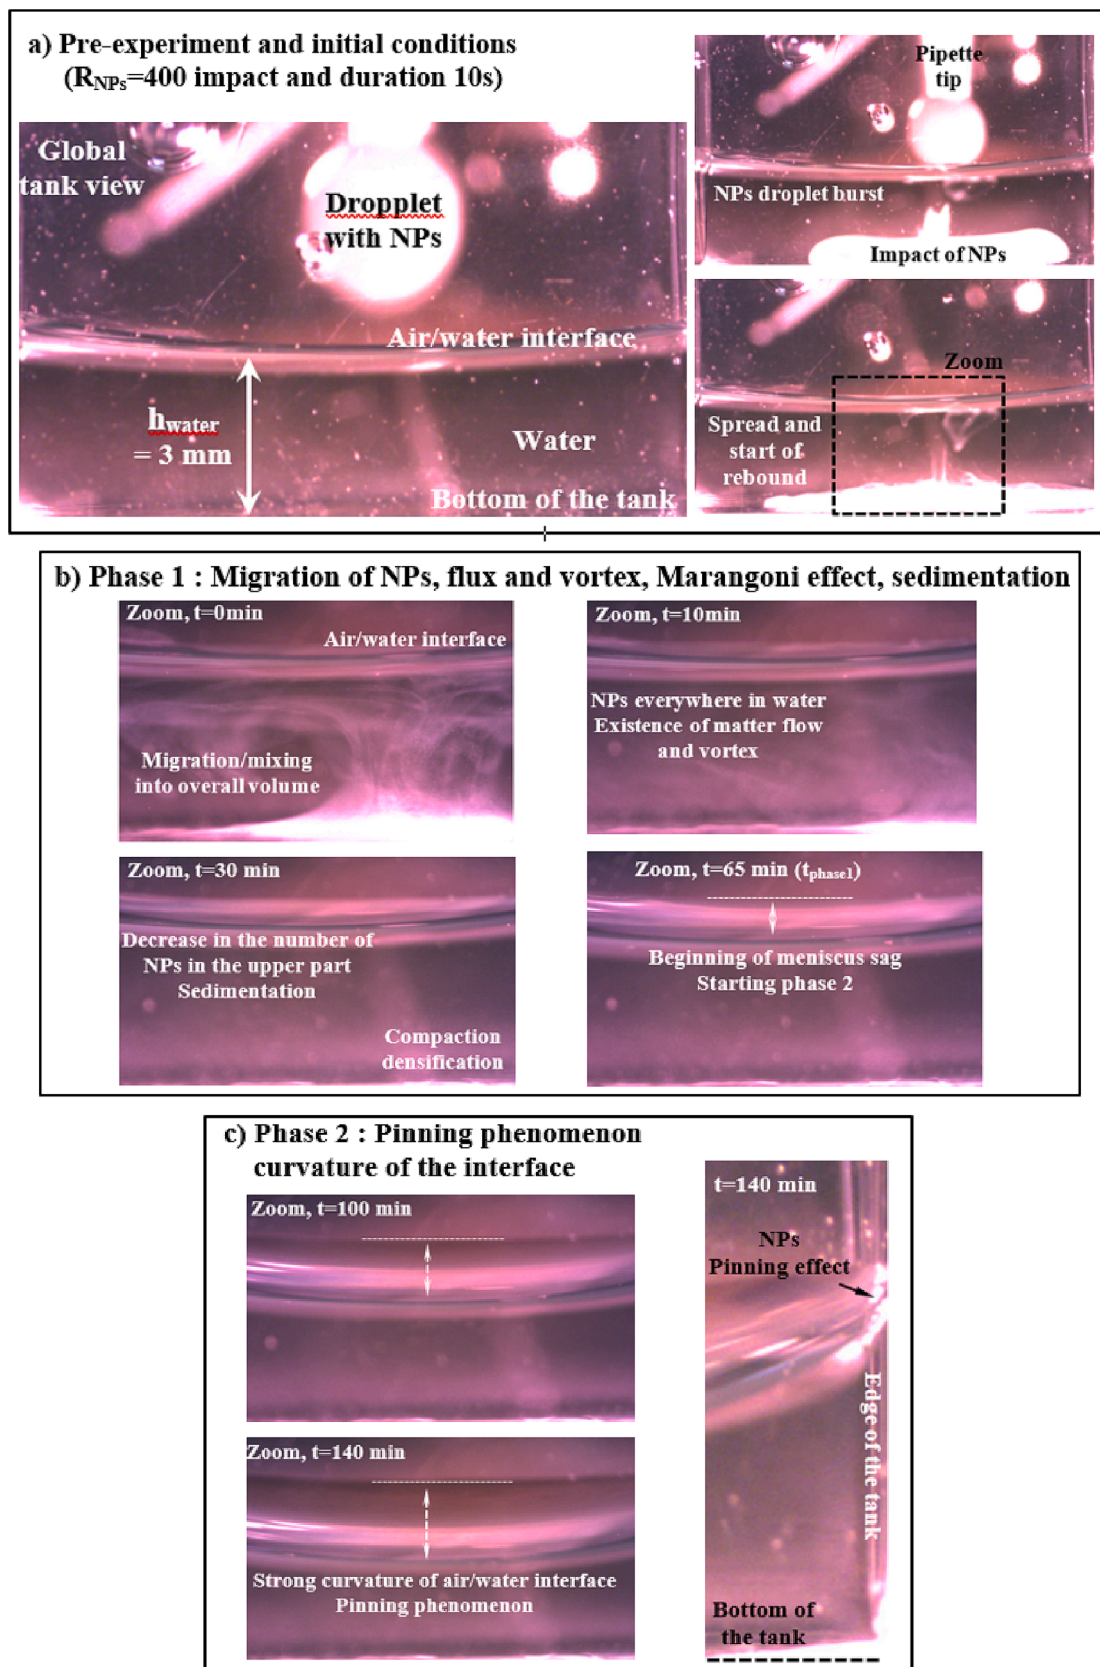 a) Pre-experiment and initial conditions
(RNPs=400 impact and duration 10s)
Global
tank view
Dropplet
with NPs
Air/water interface
hwater
= 3 mm
Water
Bottom of the tank
Pipette
tip
NPs droplet burst
Impact of NPs
Zoom
Spread and
start of
rebound
b) Phase 1 : Migration of NPs, flux and vortex, Marangoni effect, sedimentation
Zoom, t=0min
Air/water interface
Migration/mixing
into overall volume
Zoom, t=10min
NPs everywhere in water
Existence of matter flow
and vortex
Zoom, t=30 min
Decrease in the number of
NPs in the upper part
Sedimentation
Compaction
densification
Zoom, t=65 min (tphase1)
Beginning of meniscus sag
Starting phase 2
c) Phase 2 : Pinning phenomenon
curvature of the interface
Zoom, t=100 min
Zoom, t=140 min
Strong curvature of air/water interface
Pinning phenomenon
t=140 min
NPs
Pinning effect
Edge of the tank
Bottom of
the tank